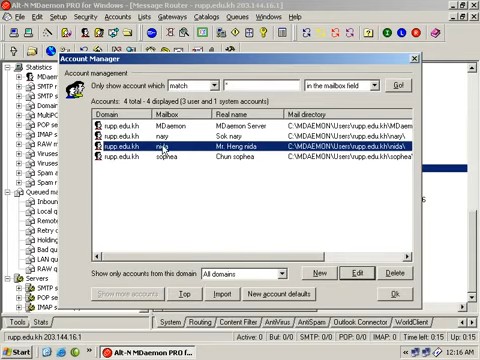 Alt-N MDaemon PRO for Windows - [Message Router] rupp.edu.kh 203.144.16.1
File Edit Setup Security Accounts Lists Gateways Catalogs Queues Windows Help
Account Manager
Account management
Only show account which match * in the mailbox field Go!
Accounts: 4 total - 4 displayed (3 user and 1 system accounts)
Domain Mailbox Real name Mail directory
rupp.edu.kh MDaemon MDaemon Server C:\MDAEMON\Users\rupp.edu.kh\MDaem
rupp.edu.kh nary Sok nary C:\MDAEMON\Users\rupp.edu.kh\nary\
rupp.edu.kh nida Mr. Heng nida C:\MDAEMON\Users\rupp.edu.kh\nida\
rupp.edu.kh sophea Chun sophea C:\MDAEMON\Users\rupp.edu.kh\sophea\
Show only accounts from this domain All domains New Edit Delete
Show more accounts Top Import New account defaults Ok
Statistics
Queued mail
Servers
Tools Stats
System Routing Content Filter AntiVirus AntiSpam Outlook Connector WorldClient
rupp.edu.kh 203.144.16.1 Active: 0 But: 0/0 Rout: 0 POP: 0 IMAP: 0 Time left: 0:15 Up:0:15
Start Alt-N MDaemon PRO f... 12:16 AM